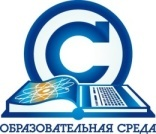 С
ОБРАЗОВАТЕЛЬНАЯ СРЕДА